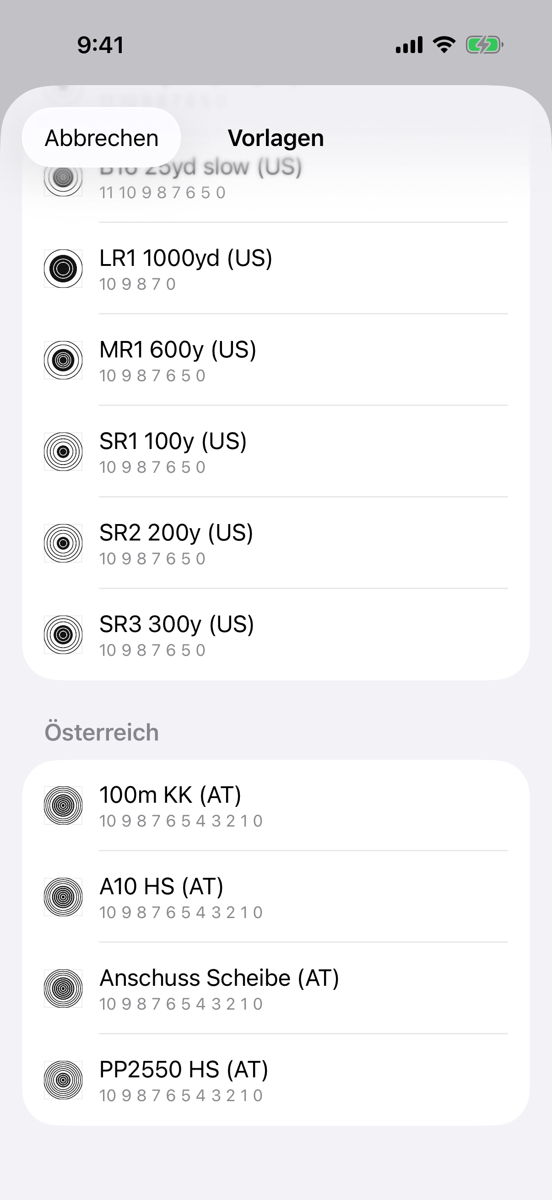 9:41
Abbrechen
Vorlagen
25yd slow (US)
11 10 9 8 7 6 5 0
LR1 1000yd (US)
10 9 8 7 0
MR1 600y (US)
10 9 8 7 6 5 0
SR1 100y (US)
10 9 8 7 6 5 0
SR2 200y (US)
10 9 8 7 6 5 0
SR3 300y (US)
10 9 8 7 6 5 0
Österreich
100m KK (AT)
10 9 8 7 6 5 4 3 2 1 0
A10 HS (AT)
10 9 8 7 6 5 4 3 2 1 0
Anschuss Scheibe (AT)
10 9 8 7 6 5 4 3 2 1 0
PP2550 HS (AT)
10 9 8 7 6 5 4 3 2 1 0